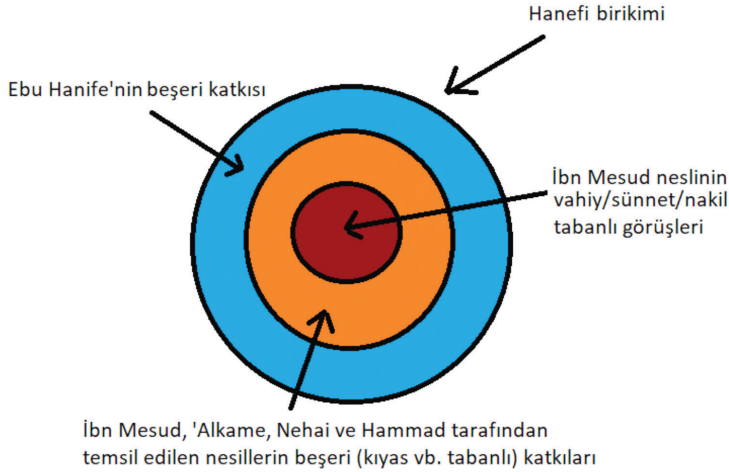 Hanefi birikimi
Ebu Hanife'nin beşeri katkısı
İbn Mesud neslinin
vahiy/sünnet/nakil
tabanlı görüşleri
İbn Mesud, 'Alkame, Nehai ve Hammad tarafından
temsil edilen nesillerin beşeri (kıyas vb. tabanlı) katkıları